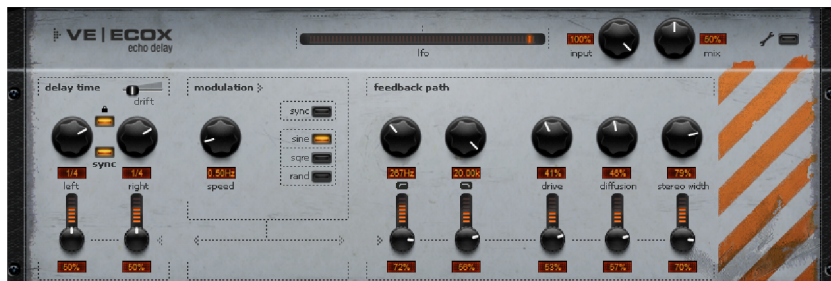 VE | ECOX
echo delay
lfo
100%
input
50%
mix
delay time
drift
modulation
feedback path
sync
sine
sqre
rand
sync
1/4
1/4
left
right
0.50Hz
speed
267Hz
20.00k
41%
46%
79%
drive
diffusion
stereo width
50%
50%
72%
58%
53%
57%
70%